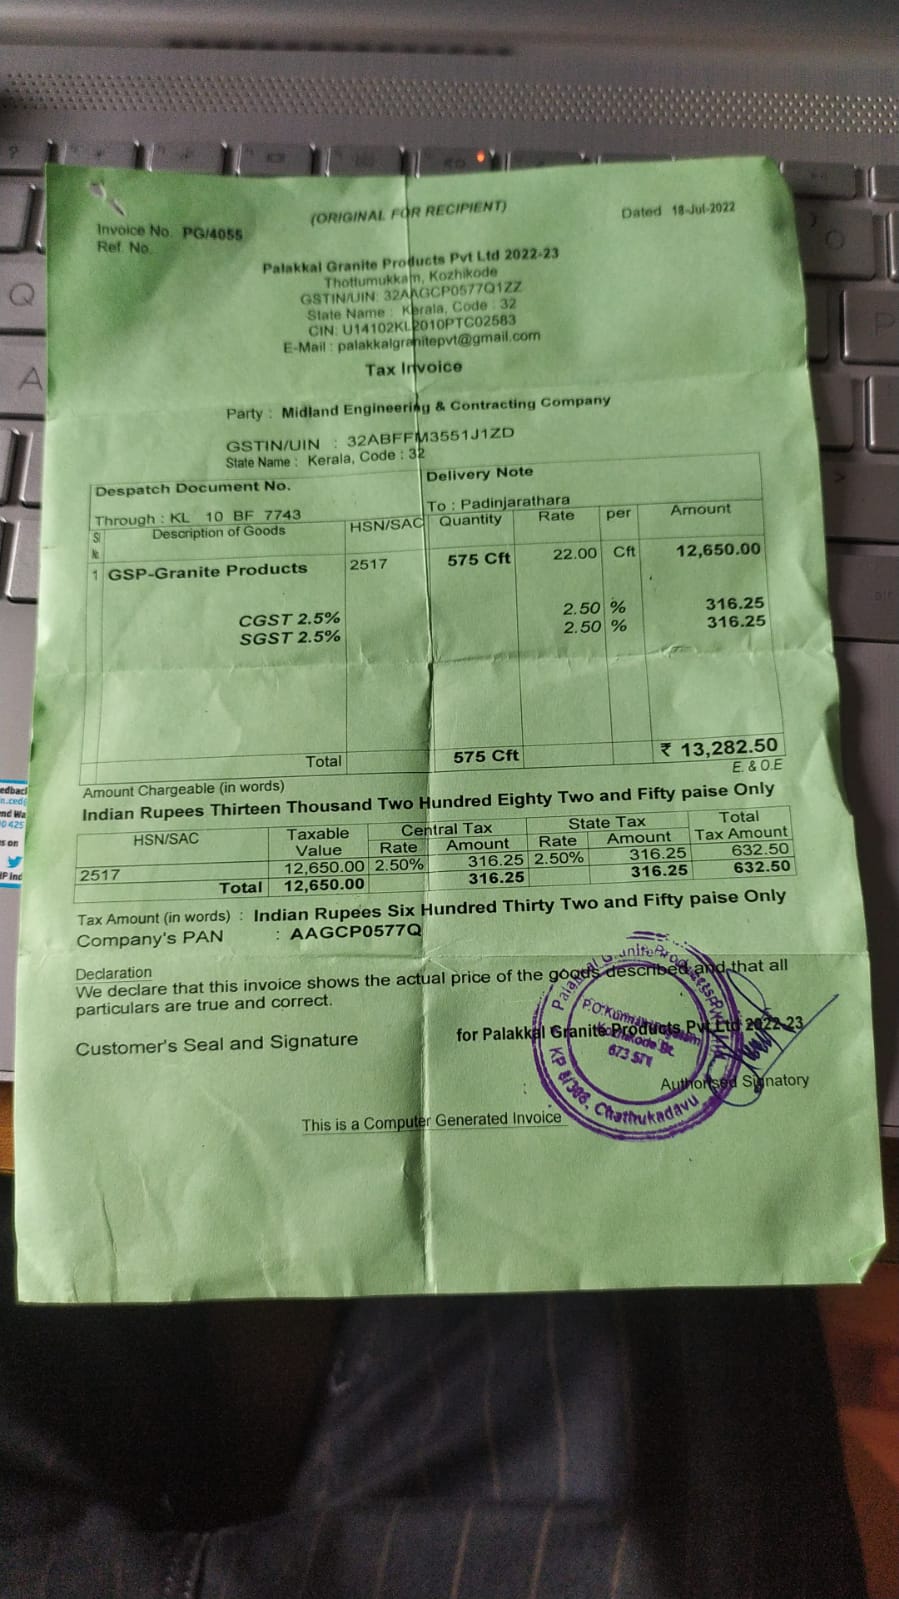 (ORIGINAL FOR RECIPIENT)
Invoice No. PG/4055
Dated 18-Jul-2022
Ref. No.
Palakkal Granite Products Pvt Ltd 2022-23
Thottumukkam, Kozhikode
GSTIN/UIN: 32AAGCP0577Q1ZZ
State Name : Kerala, Code : 32
CIN: U14102KL2010PTC02583
E-Mail : palakkalgranitepvt@gmail.com
Tax Invoice
Party : Midland Engineering & Contracting Company
GSTIN/UIN : 32ABFFM3551J1ZD
State Name : Kerala, Code : 32
Despatch Document No. Delivery Note
Through : KL 10 BF 7743 To : Padinjarathara
Sl No. Description of Goods HSN/SAC Quantity Rate per Amount
1 GSP-Granite Products 2517 575 Cft 22.00 Cft 12,650.00
CGST 2.5% 2.50 % 316.25
SGST 2.5% 2.50 % 316.25
Total 575 Cft ₹ 13,282.50
E. & O.E
Amount Chargeable (in words)
Indian Rupees Thirteen Thousand Two Hundred Eighty Two and Fifty paise Only
HSN/SAC Taxable Value Central Tax State Tax Total Tax Amount
Rate Amount Rate Amount
2517 12,650.00 2.50% 316.25 2.50% 316.25 632.50
Total 12,650.00 316.25 316.25 632.50
Tax Amount (in words) : Indian Rupees Six Hundred Thirty Two and Fifty paise Only
Company's PAN : AAGCP0577Q
Declaration
We declare that this invoice shows the actual price of the goods described and that all
particulars are true and correct.
for Palakkal Granite Products Pvt Ltd 2022-23
Customer's Seal and Signature
Authorised Signatory
This is a Computer Generated Invoice
Palakkal Granite Products
P.O.
673 571
KP 8/306, Chathukadavu